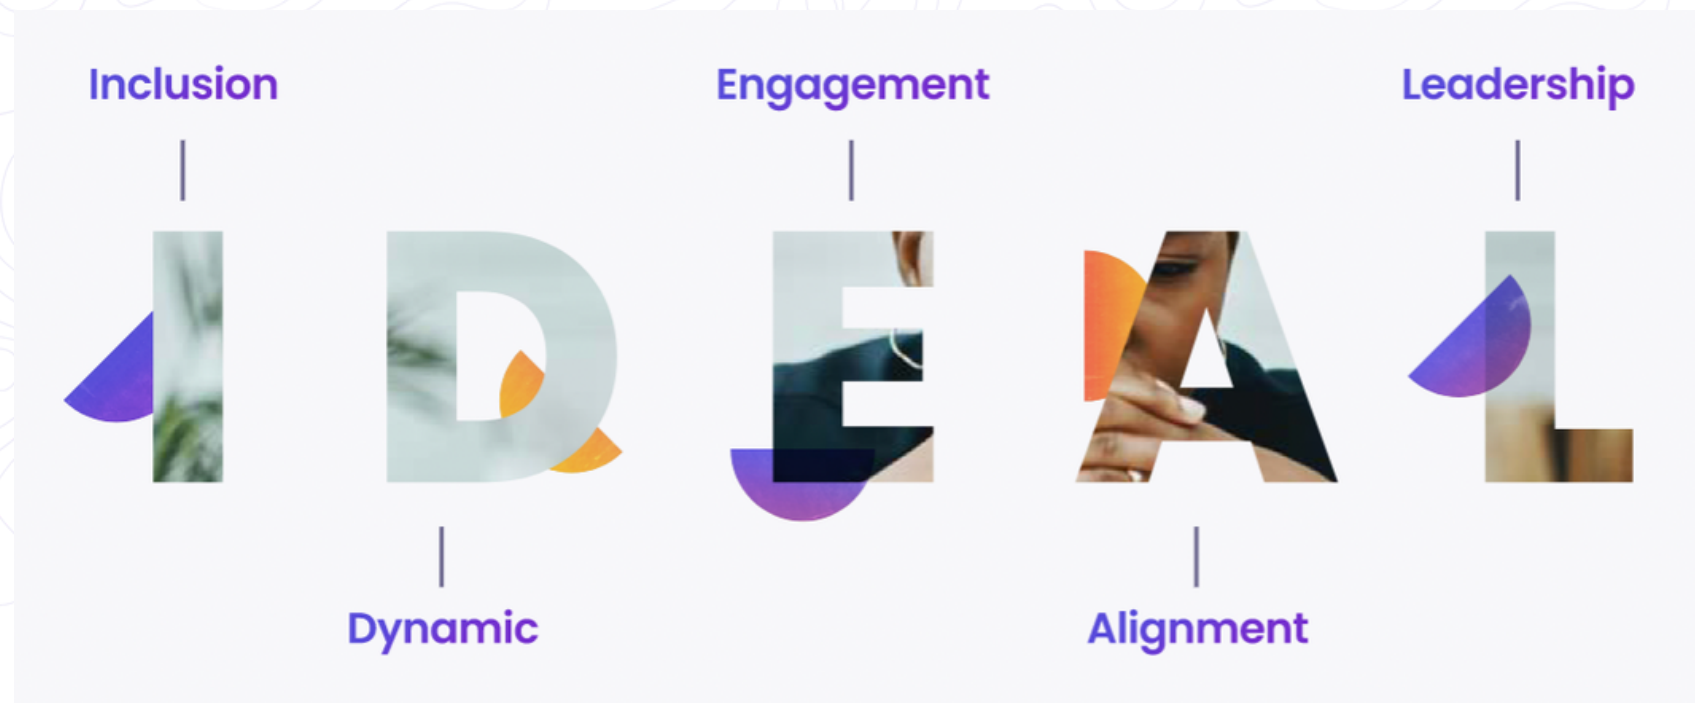 Inclusion
Engagement
Leadership
IDEAL
Dynamic
Alignment